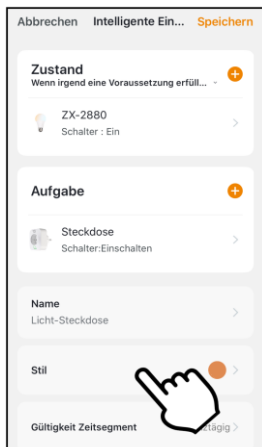 Abbrechen Intelligente Ein... Speichern
Zustand
Wenn irgend eine Voraussetzung erfüll...
ZX-2880
Schalter : Ein
Aufgabe
Steckdose
Schalter:Einschalten
Name
Licht-Steckdose
Stil
Gültigkeit Zeitsegment